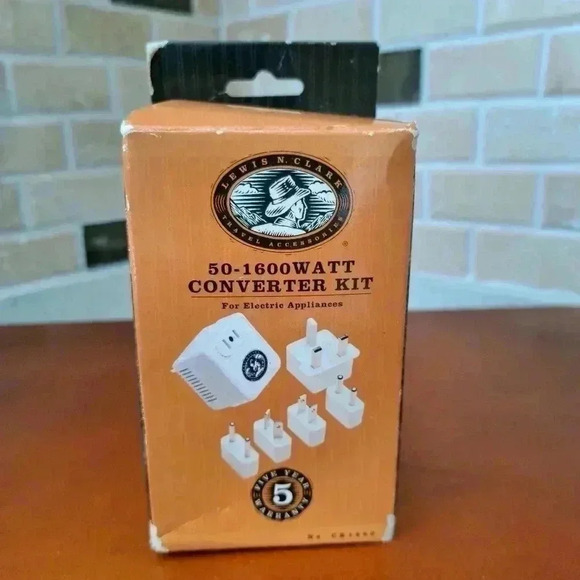 LEWIS N. CLARK
TRAVEL ACCESSORIES
®
50-1600WATT
CONVERTER KIT
For Electric Appliances
FIVE YEAR
5
WARRANTY